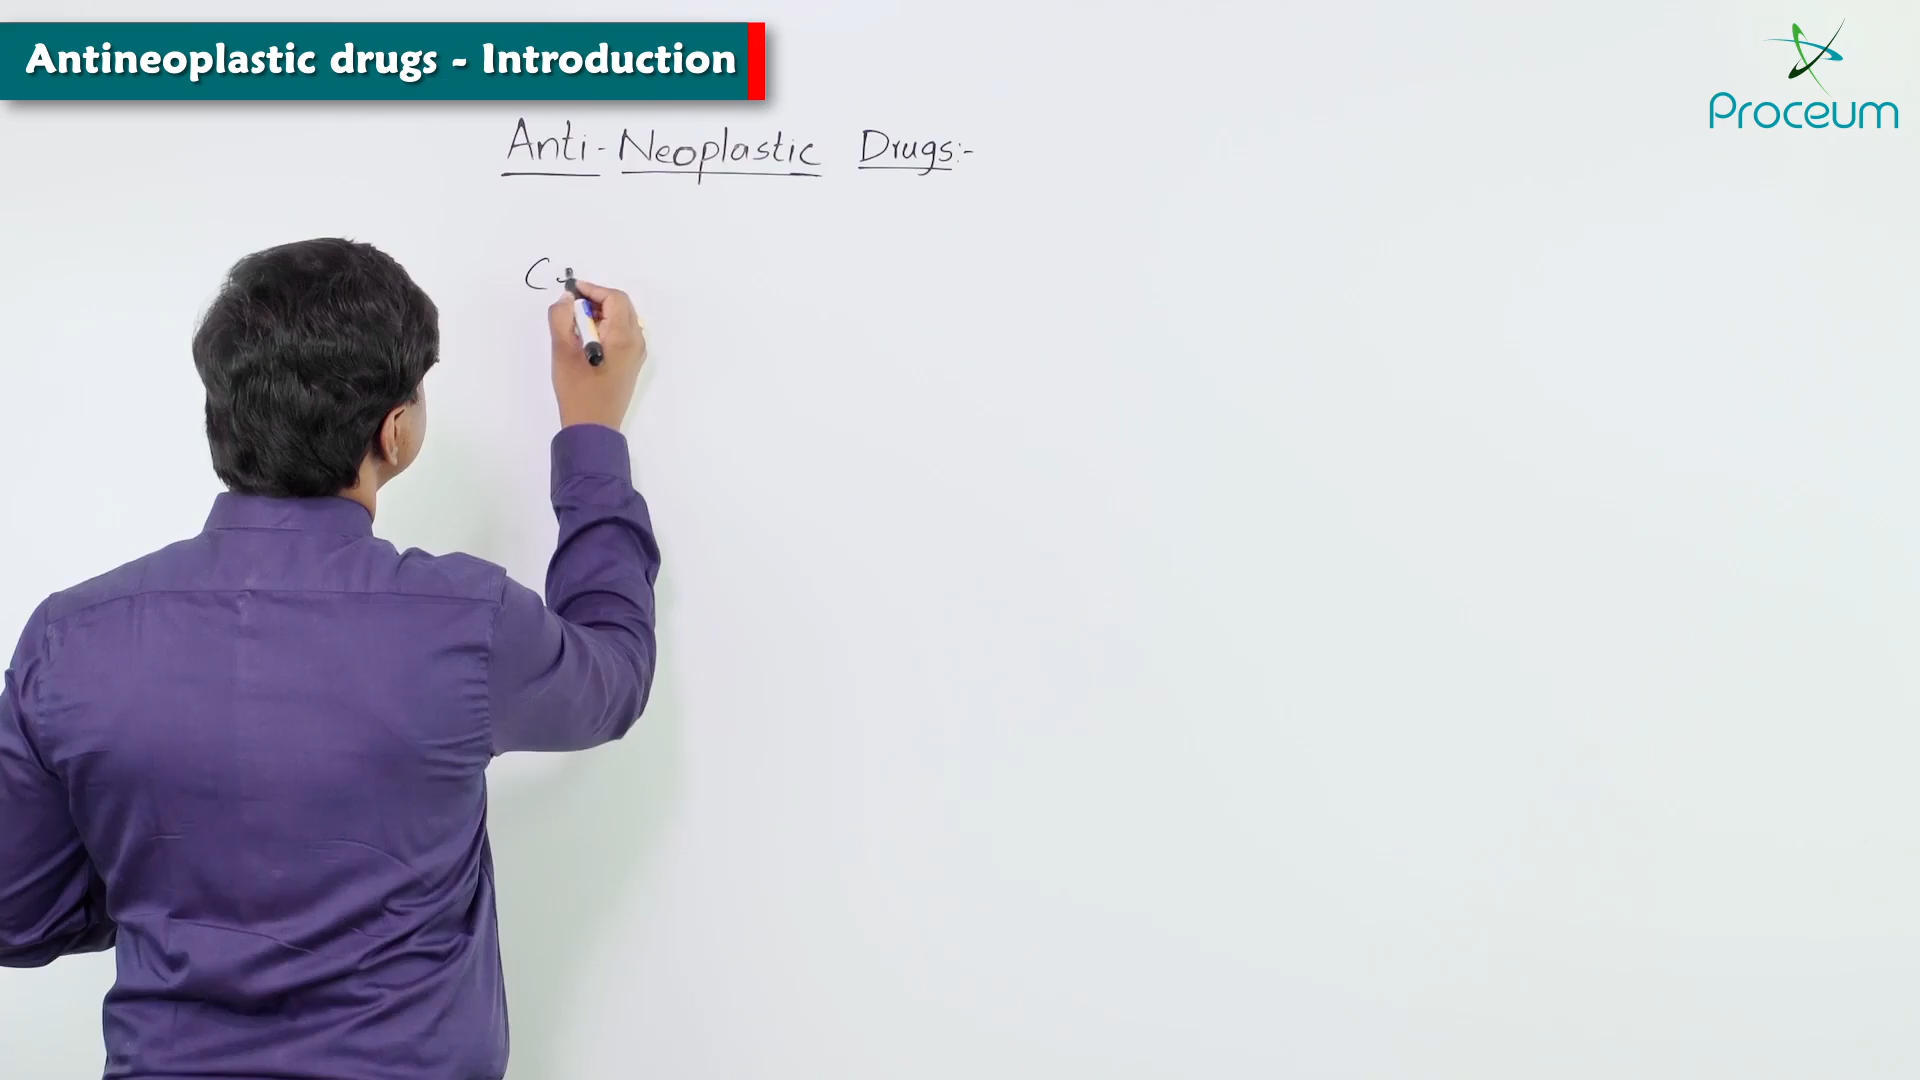 Antineoplastic drugs - Introduction
Proceum
Anti-Neoplastic Drugs:-
C